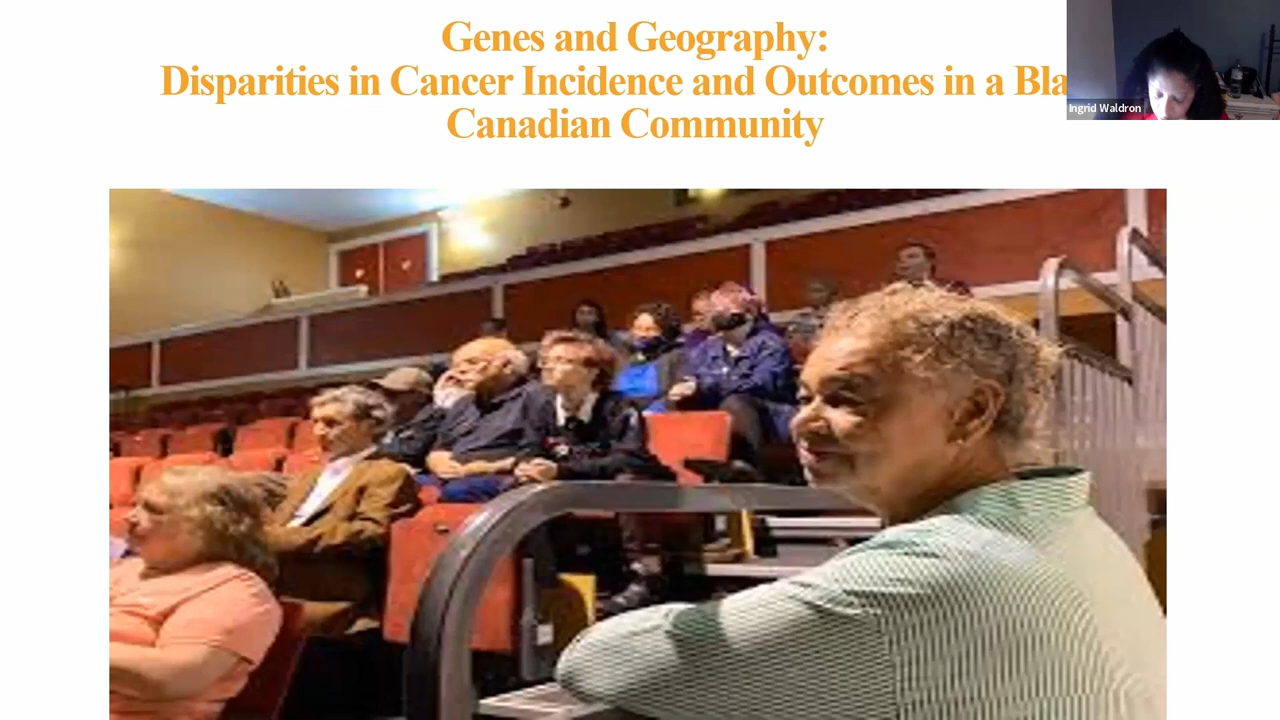 Genes and Geography:
Disparities in Cancer Incidence and Outcomes in a Bla
Canadian Community
Ingrid Waldron